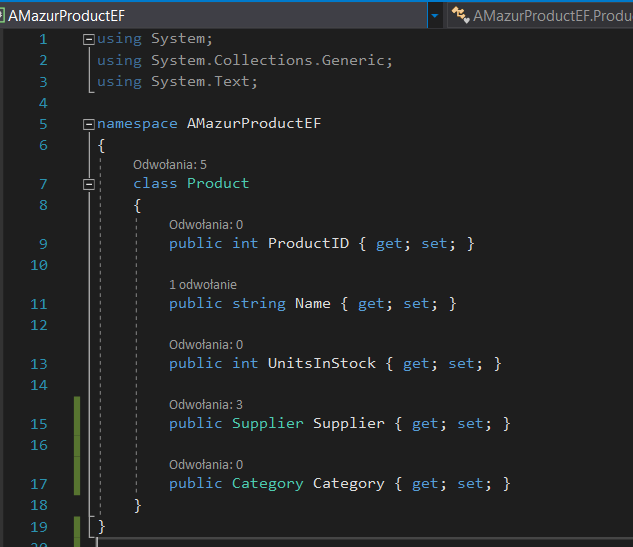 AMazurProductEF AMazurProductEF.Produc
1 using System;
2 using System.Collections.Generic;
3 using System.Text;
4
5 namespace AMazurProductEF
6 {
Odwołania: 5
7 class Product
8 {
Odwołania: 0
9 public int ProductID { get; set; }
10
1 odwołanie
11 public string Name { get; set; }
12
Odwołania: 0
13 public int UnitsInStock { get; set; }
14
Odwołania: 3
15 public Supplier Supplier { get; set; }
16
Odwołania: 0
17 public Category Category { get; set; }
18 }
19 }
20